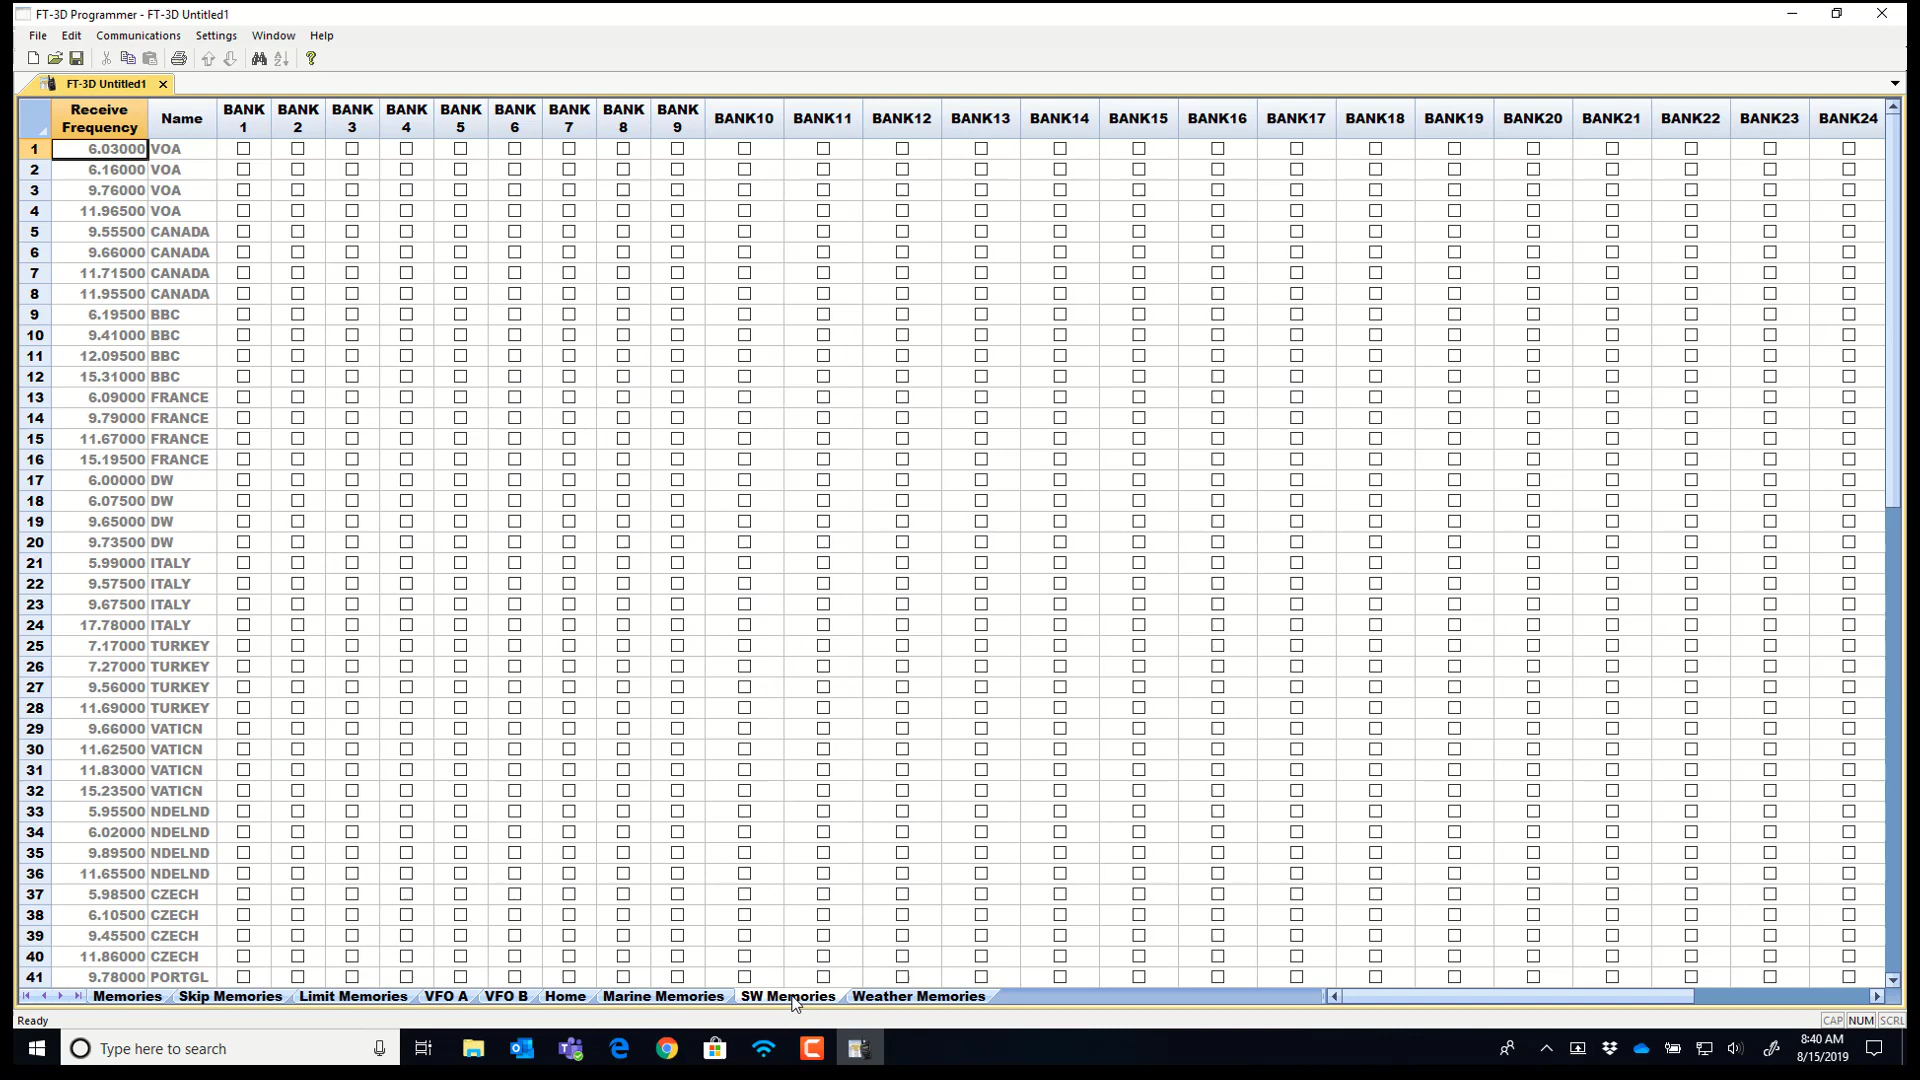 FT-3D Programmer - FT-3D Untitled1
File Edit Communications Settings Window Help
FT-3D Untitled1
Receive Frequency Name BANK 1 BANK 2 BANK 3 BANK 4 BANK 5 BANK 6 BANK 7 BANK 8 BANK 9 BANK10 BANK11 BANK12 BANK13 BANK14 BANK15 BANK16 BANK17 BANK18 BANK19 BANK20 BANK21 BANK22 BANK23 BANK24
1 6.03000 VOA
2 6.16000 VOA
3 9.76000 VOA
4 11.96500 VOA
5 9.55500 CANADA
6 9.66000 CANADA
7 11.71500 CANADA
8 11.95500 CANADA
9 6.19500 BBC
10 9.41000 BBC
11 12.09500 BBC
12 15.31000 BBC
13 6.09000 FRANCE
14 9.79000 FRANCE
15 11.67000 FRANCE
16 15.19500 FRANCE
17 6.00000 DW
18 6.07500 DW
19 9.65000 DW
20 9.73500 DW
21 5.99000 ITALY
22 9.57500 ITALY
23 9.67500 ITALY
24 17.78000 ITALY
25 7.17000 TURKEY
26 7.27000 TURKEY
27 9.56000 TURKEY
28 11.69000 TURKEY
29 9.66000 VATICN
30 11.62500 VATICN
31 11.83000 VATICN
32 15.23500 VATICN
33 5.95500 NDELND
34 6.02000 NDELND
35 9.89500 NDELND
36 11.65500 NDELND
37 5.98500 CZECH
38 6.10500 CZECH
39 9.45500 CZECH
40 11.86000 CZECH
41 9.78000 PORTGL
Memories Skip Memories Limit Memories VFO A VFO B Home Marine Memories SW Memories Weather Memories
Ready CAP NUM SCRL
Type here to search
8:40 AM
8/15/2019